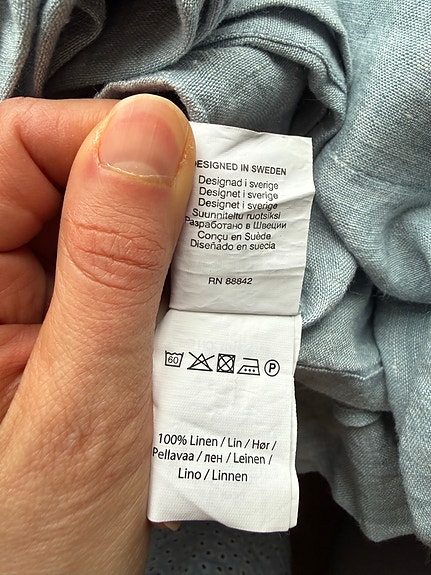 DESIGNED IN SWEDEN
Designad i sverige
Designet i sverige
Designet i sverige
Suunniteltu ruotsiksi
Разработано в Швеции
Conçu en Suède
Diseñado en suecia
RN 88842
60 P
100% Linen / Lin / Hør /
Pellavaa / лен / Leinen /
Lino / Linnen